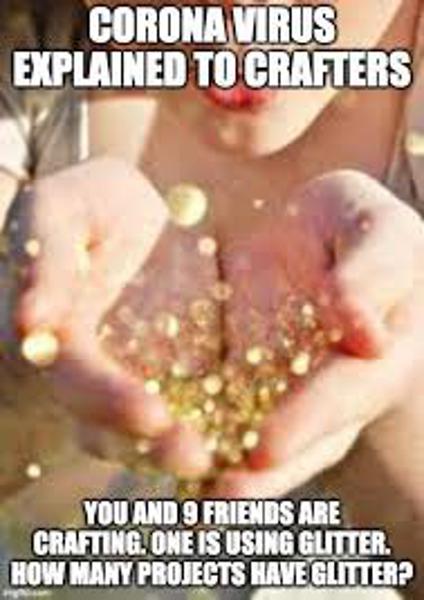 CORONA VIRUS
EXPLAINED TO CRAFTERS
YOU AND 9 FRIENDS ARE
CRAFTING. ONE IS USING GLITTER.
HOW MANY PROJECTS HAVE GLITTER?
imgflip.com